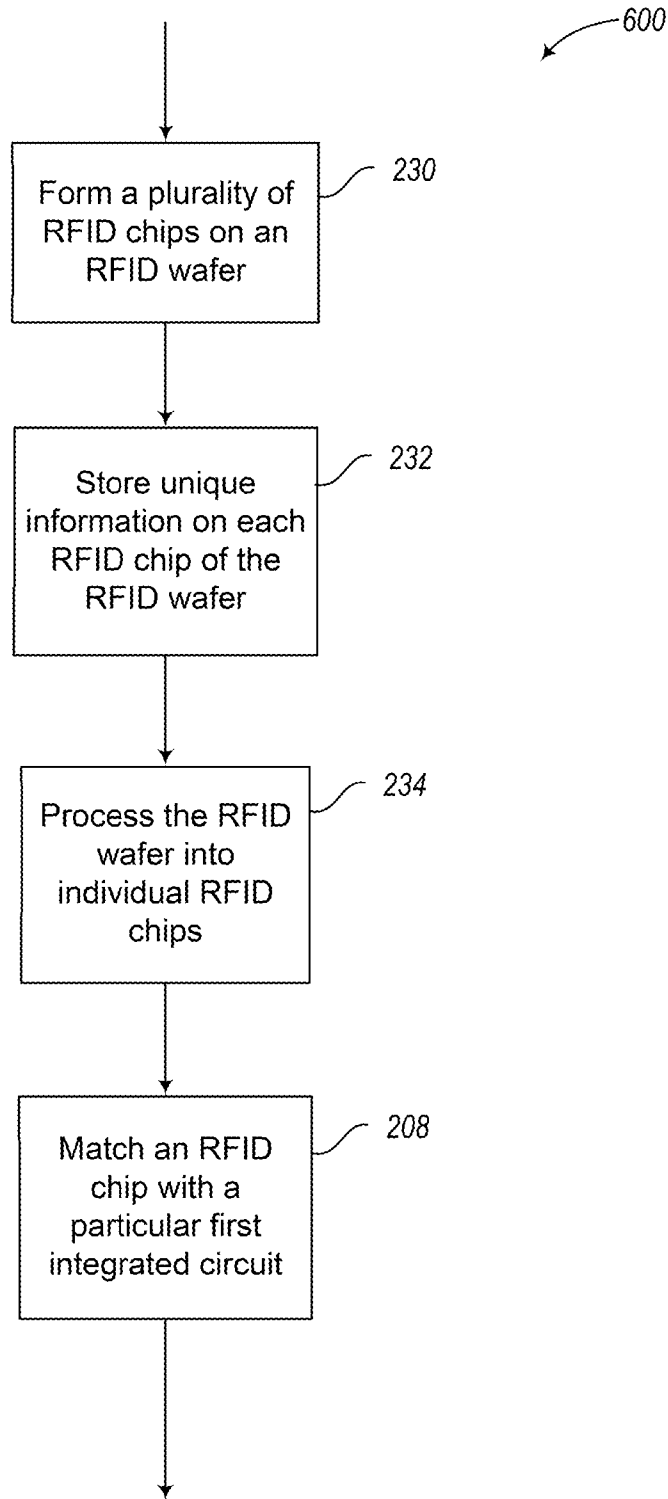 600
230
Form a plurality of
RFID chips on an
RFID wafer
232
Store unique
information on each
RFID chip of the
RFID wafer
234
Process the RFID
wafer into
individual RFID
chips
208
Match an RFID
chip with a
particular first
integrated circuit